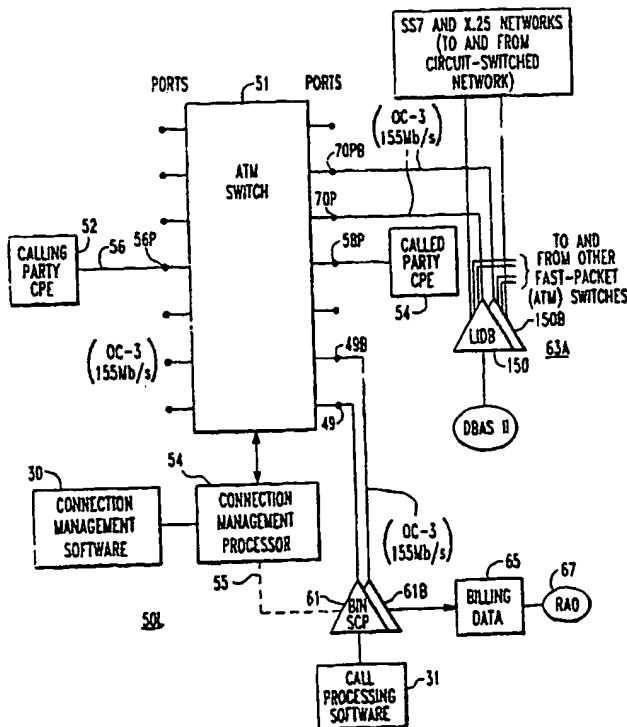 SS7 AND X.25 NETWORKS
(TO AND FROM
CIRCUIT-SWITCHED
NETWORK)
PORTS
51
PORTS
(OC-3
155Mb/s)
70PB
ATM
SWITCH
70P
52
56
56P
58P
CALLING
PARTY
CPE
CALLED
PARTY
CPE
54
TO AND
FROM OTHER
FAST-PACKET
(ATM) SWITCHES
150B
LIDB
63A
150
(OC-3
155Mb/s)
49B
49
DBAS II
30
54
CONNECTION
MANAGEMENT
SOFTWARE
CONNECTION
MANAGEMENT
PROCESSOR
(OC-3
155Mb/s)
55
61
61B
65
67
BIN
SCP
BILLING
DATA
RAO
50L
CALL
PROCESSING
SOFTWARE
31